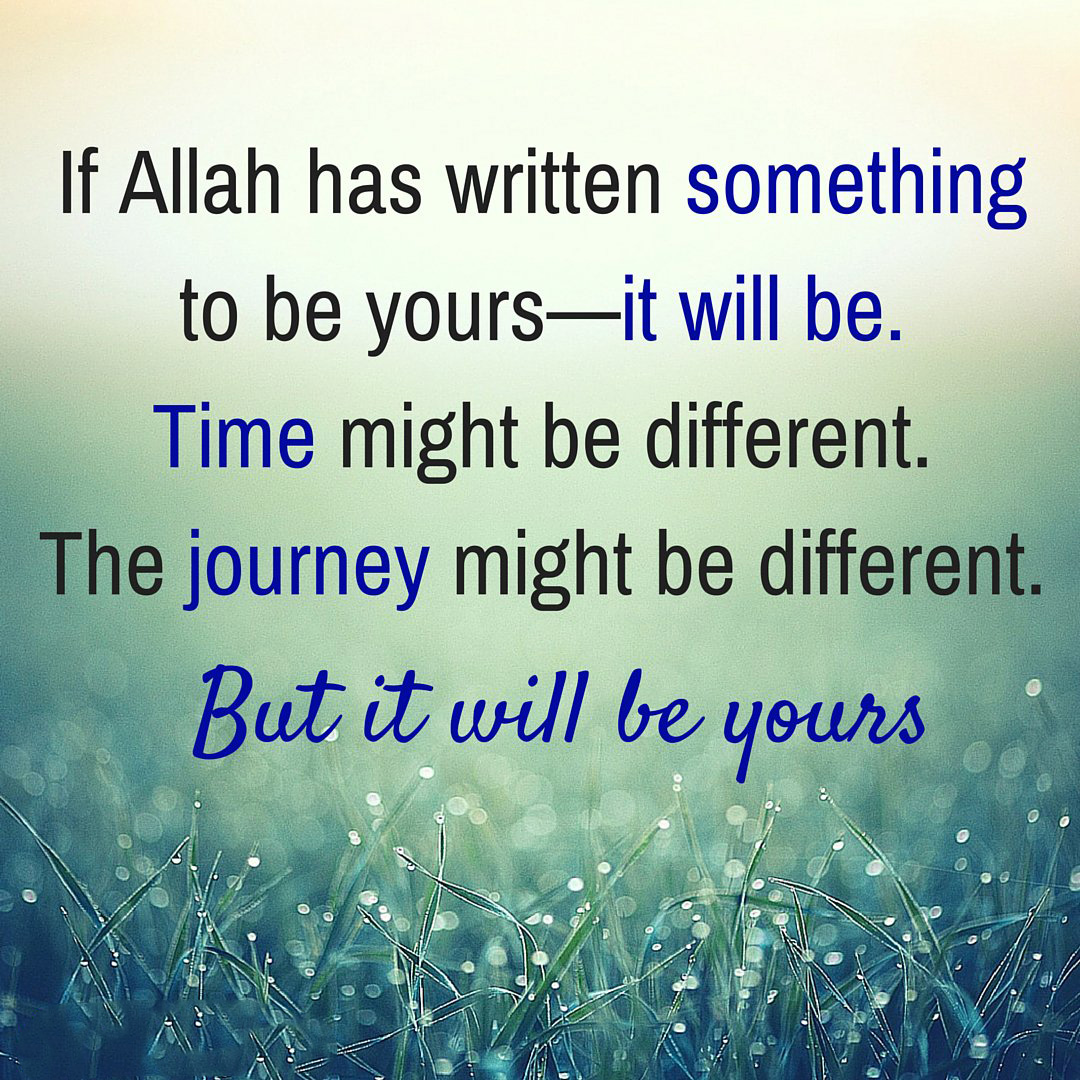 If Allah has written something
to be yours—it will be.
Time might be different.
The journey might be different.
But it will be yours